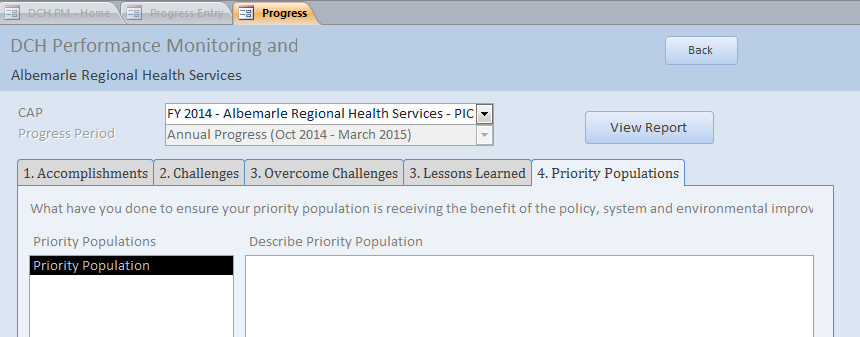 DCH PM - Home Progress Entry Progress
DCH Performance Monitoring and
Back
Albemarle Regional Health Services
CAP FY 2014 - Albemarle Regional Health Services - PIC
View Report
Progress Period Annual Progress (Oct 2014 - March 2015)
1. Accomplishments 2. Challenges 3. Overcome Challenges 3. Lessons Learned 4. Priority Populations
What have you done to ensure your priority population is receiving the benefit of the policy, system and environmental improv
Priority Populations Describe Priority Population
Priority Population